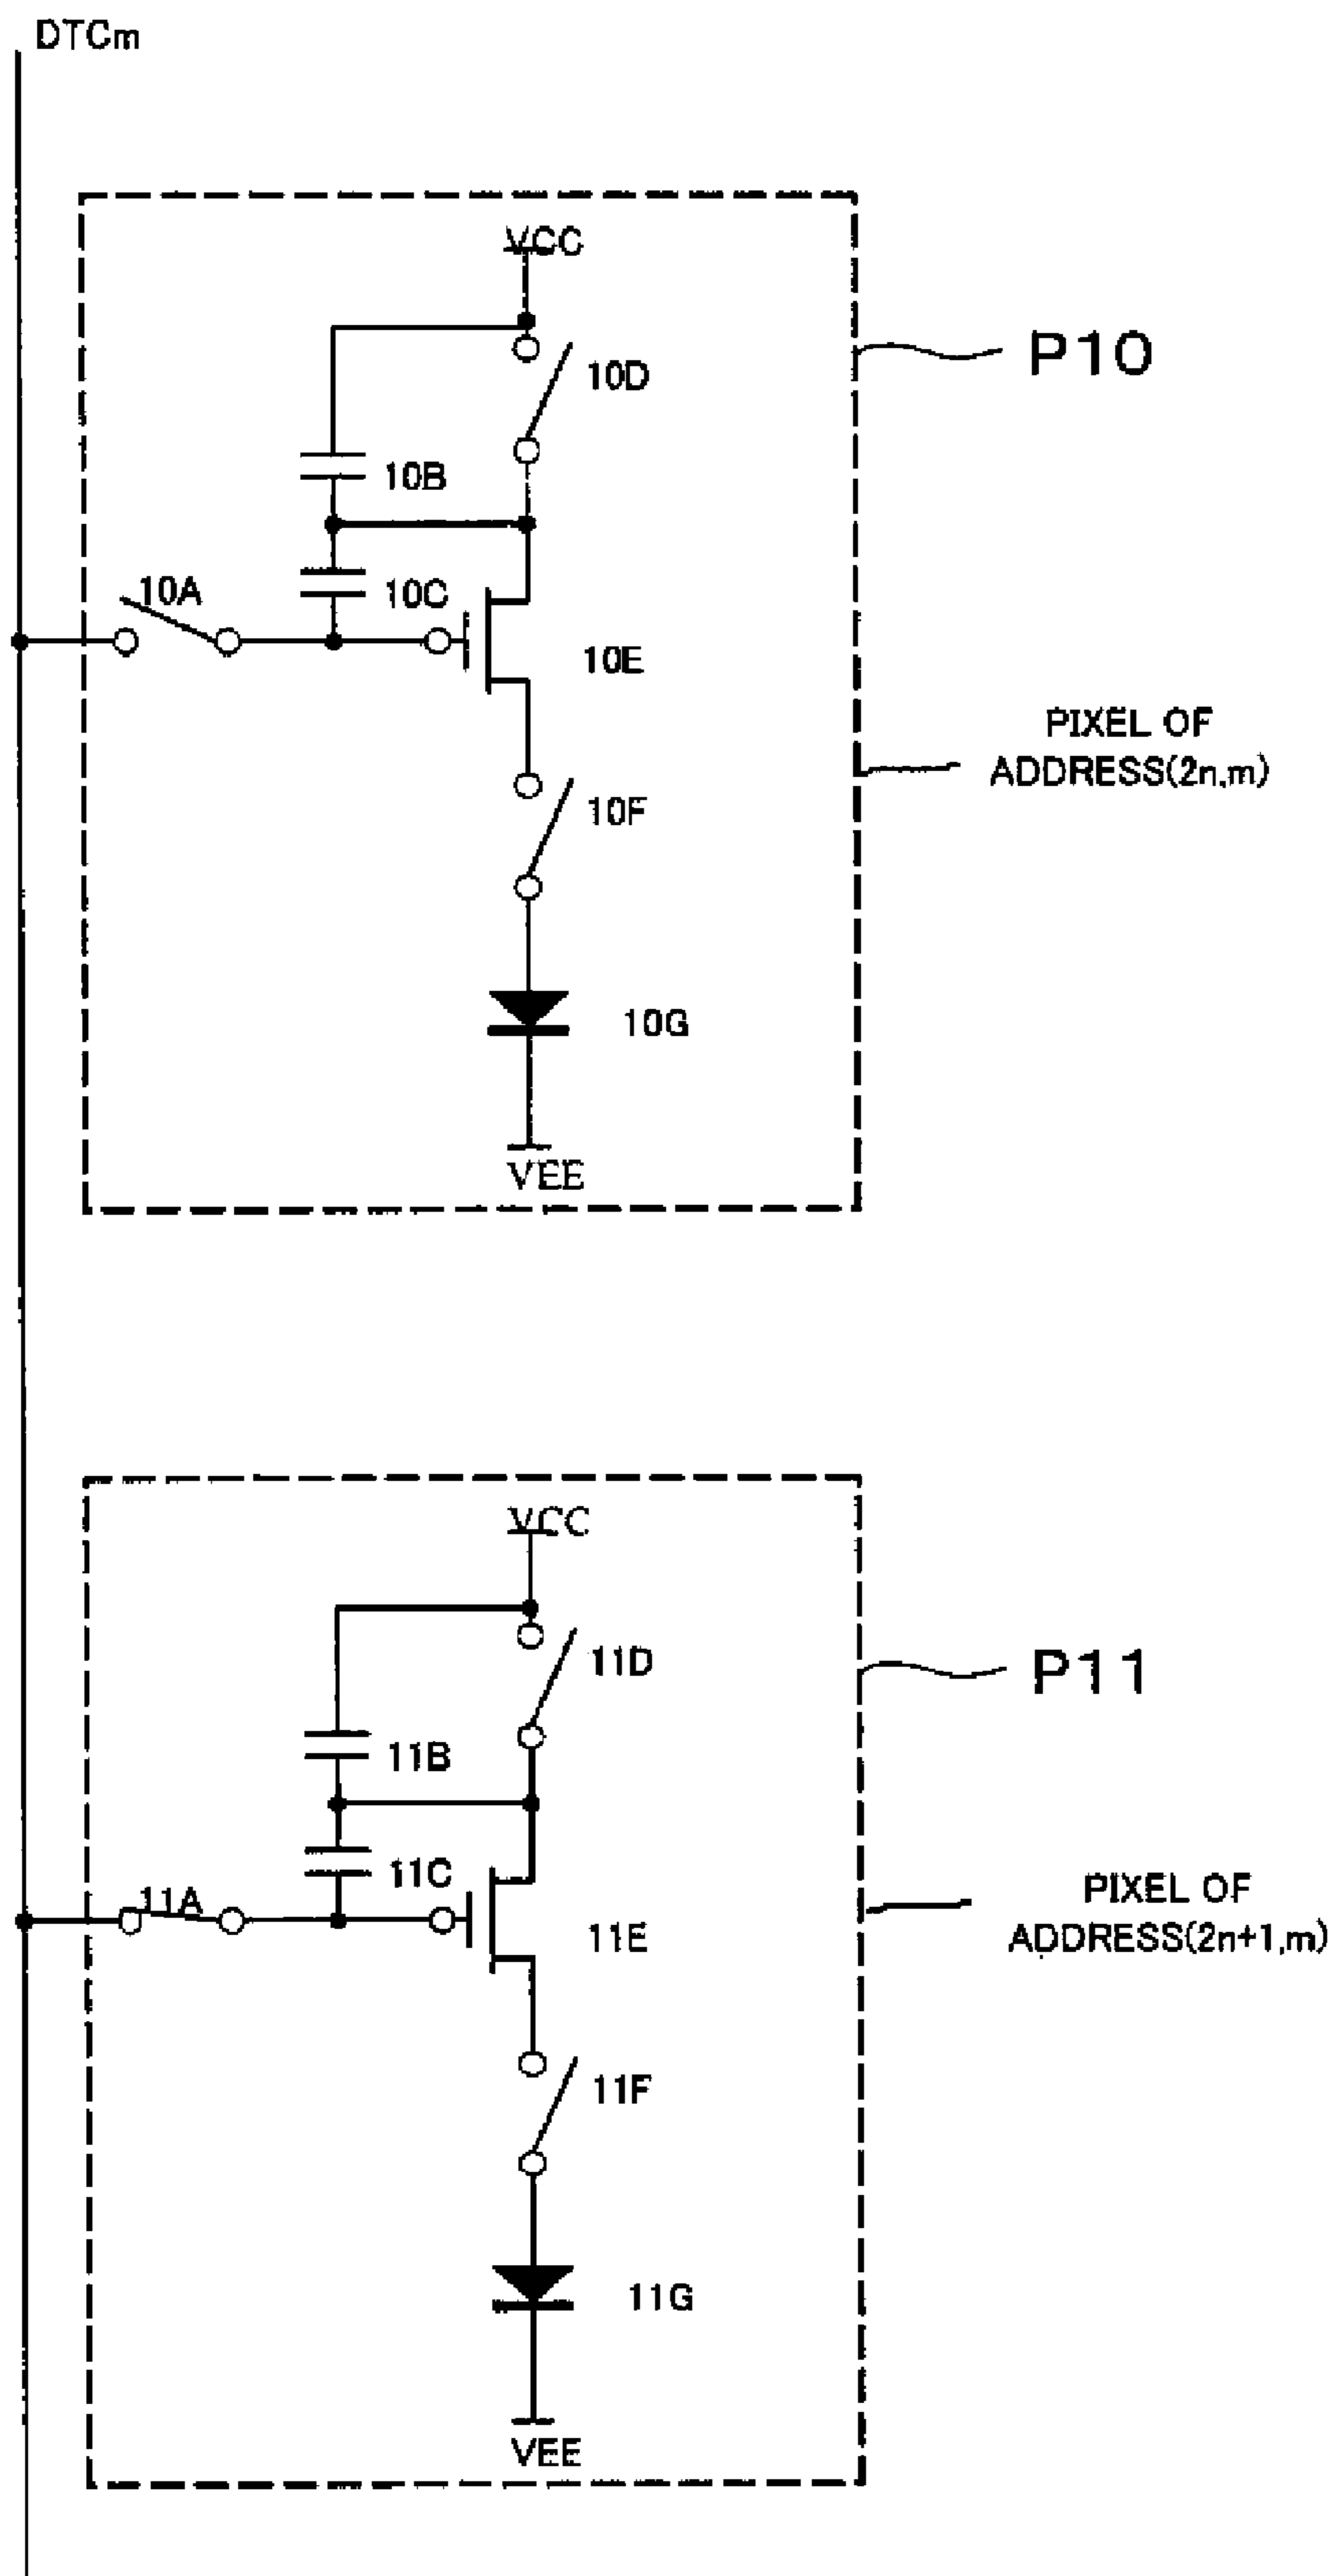 DTCm
VCC
10D
P10
10B
10A
10C
10E
PIXEL OF
ADDRESS(2n,m)
10F
10G
VEE
VCC
11D
P11
11B
11C
11A
11E
PIXEL OF
ADDRESS(2n+1,m)
11F
11G
VEE